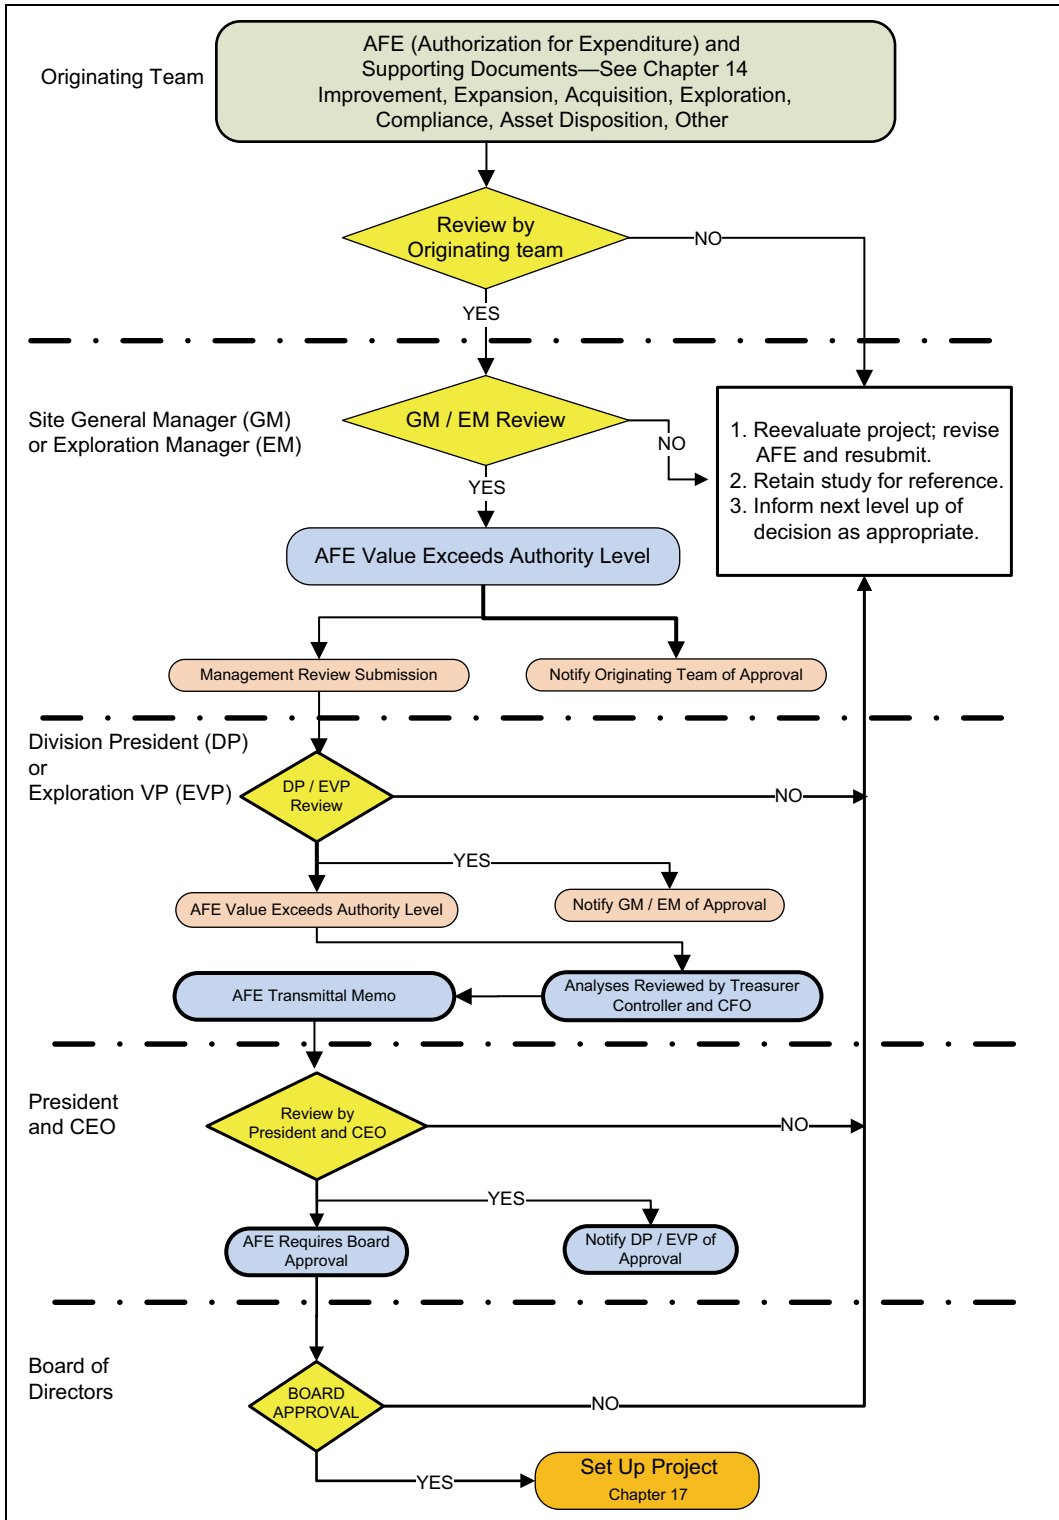 AFE (Authorization for Expenditure) and
Supporting Documents—See Chapter 14
Improvement, Expansion, Acquisition, Exploration,
Compliance, Asset Disposition, Other
Originating Team
Review by
Originating team
NO
YES
Site General Manager (GM)
or Exploration Manager (EM)
GM / EM Review
NO
YES
1. Reevaluate project; revise
AFE and resubmit.
2. Retain study for reference.
3. Inform next level up of
decision as appropriate.
AFE Value Exceeds Authority Level
Management Review Submission
Notify Originating Team of Approval
Division President (DP)
or
Exploration VP (EVP)
DP / EVP
Review
NO
YES
AFE Value Exceeds Authority Level
Notify GM / EM of Approval
AFE Transmittal Memo
Analyses Reviewed by Treasurer
Controller and CFO
President
and CEO
Review by
President and CEO
NO
YES
AFE Requires Board
Approval
Notify DP / EVP of
Approval
Board of
Directors
BOARD
APPROVAL
NO
YES
Set Up Project
Chapter 17